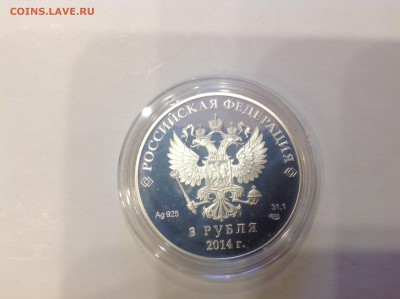 COINS.LAVE.RU
РОССИЙСКАЯ ФЕДЕРАЦИЯ
Ag 925
31,1
3 РУБЛЯ
2014 г.